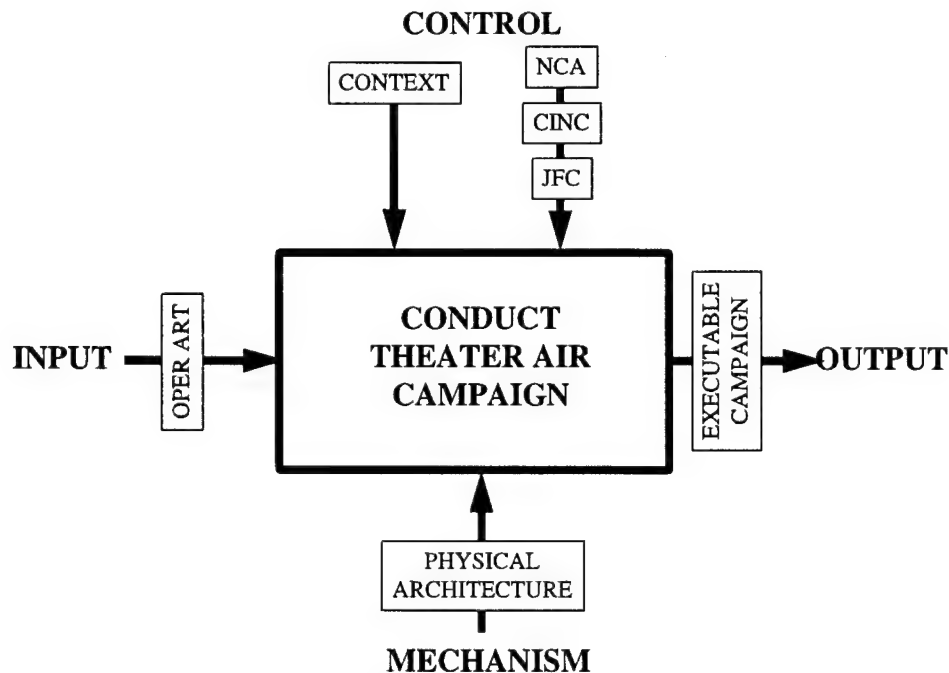 CONTROL
CONTEXT
NCA
CINC
JFC
CONDUCT
THEATER AIR
CAMPAIGN
INPUT
OPER ART
EXECUTABLE
CAMPAIGN
OUTPUT
PHYSICAL
ARCHITECTURE
MECHANISM